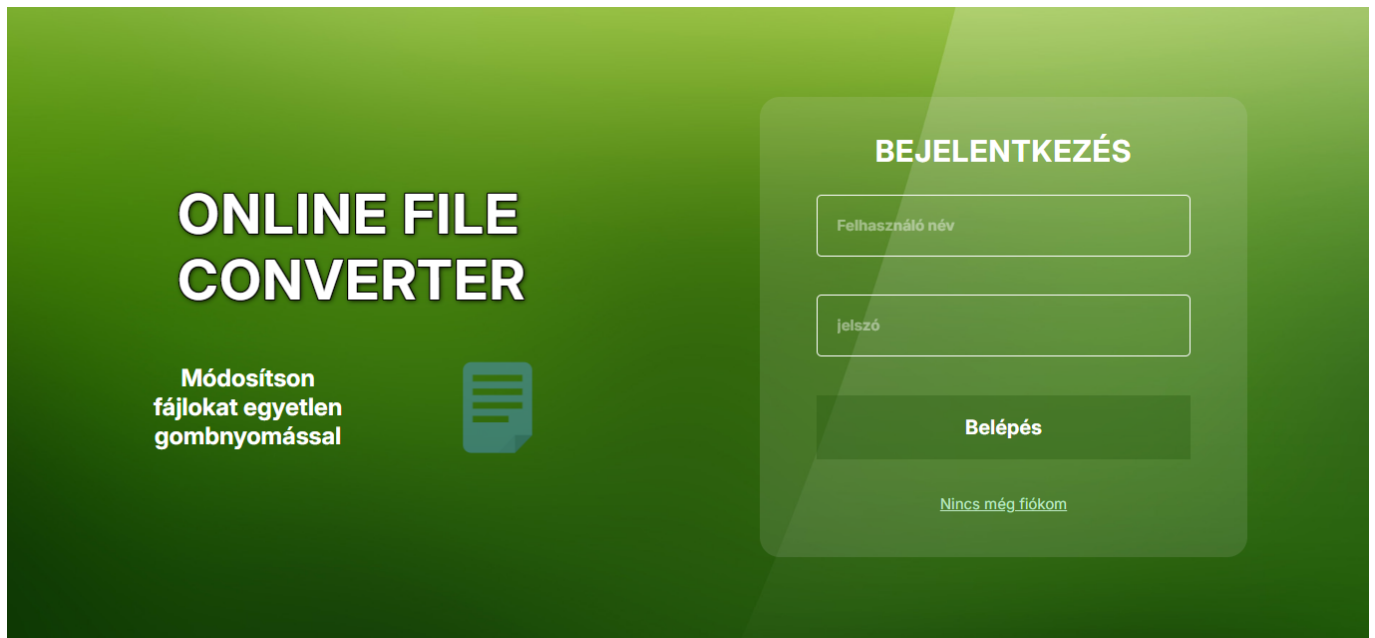 ONLINE FILE
CONVERTER
Módosítson
fájlokat egyetlen
gombnyomással
BEJELENTKEZÉS
Felhasználó név
jelszó
Belépés
Nincs még fiókom